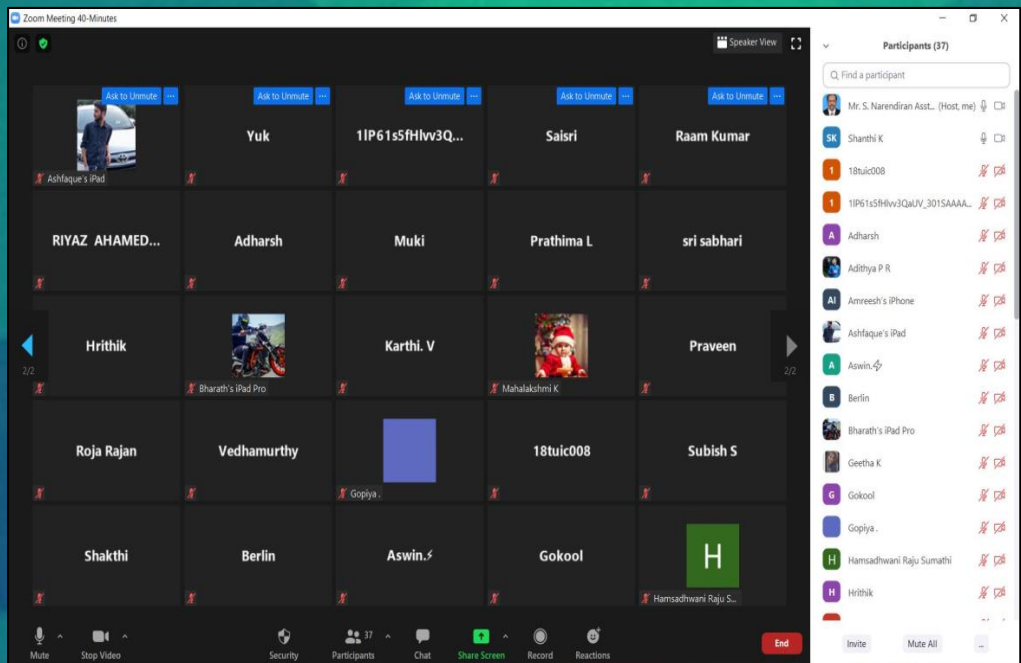 Zoom Meeting 40-Minutes
Speaker View
Ask to Unmute ...
Ask to Unmute ...
Ask to Unmute ...
Ask to Unmute ...
Ask to Unmute ...
Ashfaque's iPad
Yuk
1lP61s5fHlvv3Q...
Saisri
Raam Kumar
RIYAZ AHAMED...
Adharsh
Muki
Prathima L
sri sabhari
Hrithik
Bharath's iPad Pro
Karthi. V
Mahalakshmi K
Praveen
2/2
2/2
Roja Rajan
Vedhamurthy
Gopiya .
18tuic008
Subish S
Shakthi
Berlin
Aswin.⚡
Gokool
H
Hamsadhwani Raju S...
Mute
Stop Video
Security
Participants
37
Chat
Share Screen
Record
Reactions
End
Participants (37)
Find a participant
Mr. S. Narendiran Asst... (Host, me)
SK Shanthi K
1 18tuic008
1 1lP61s5fHlvv3QaUV_301SAAAA...
A Adharsh
Adithya P R
AI Amreesh's iPhone
Ashfaque's iPad
A Aswin.⚡
B Berlin
Bharath's iPad Pro
Geetha K
G Gokool
Gopiya .
H Hamsadhwani Raju Sumathi
H Hrithik
Invite
Mute All
...